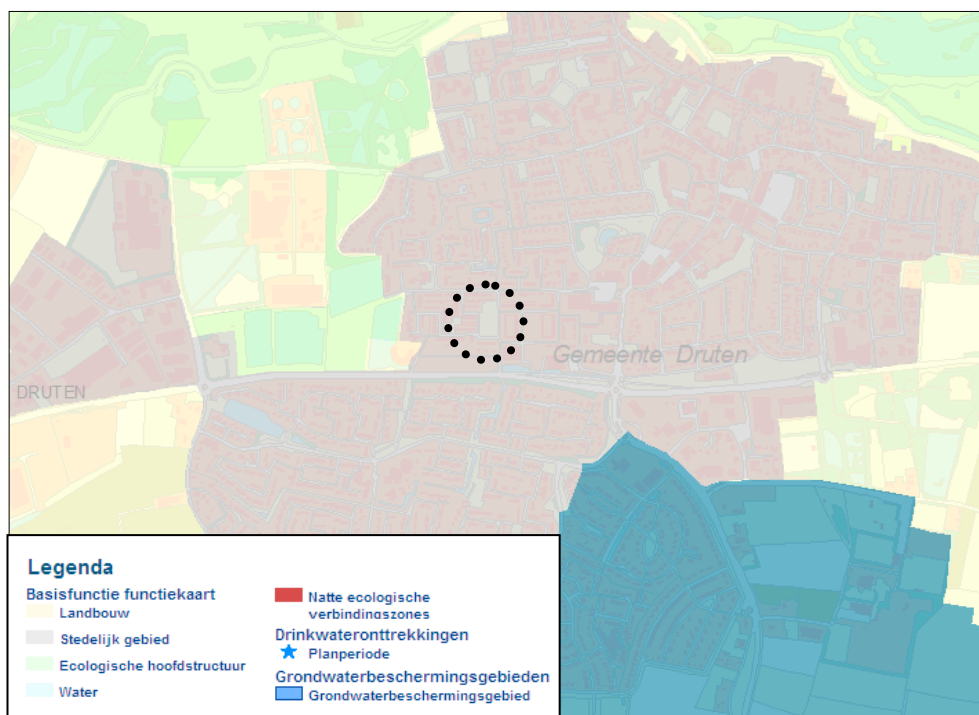 Gemeente Druten
DRUTEN
Legenda
Basisfunctie functiekaart
Landbouw
Stedelijk gebied
Ecologische hoofdstructuur
Water
Natte ecologische
verbindingszones
Drinkwateronttrekkingen
Planperiode
Grondwaterbeschermingsgebieden
Grondwaterbeschermingsgebied